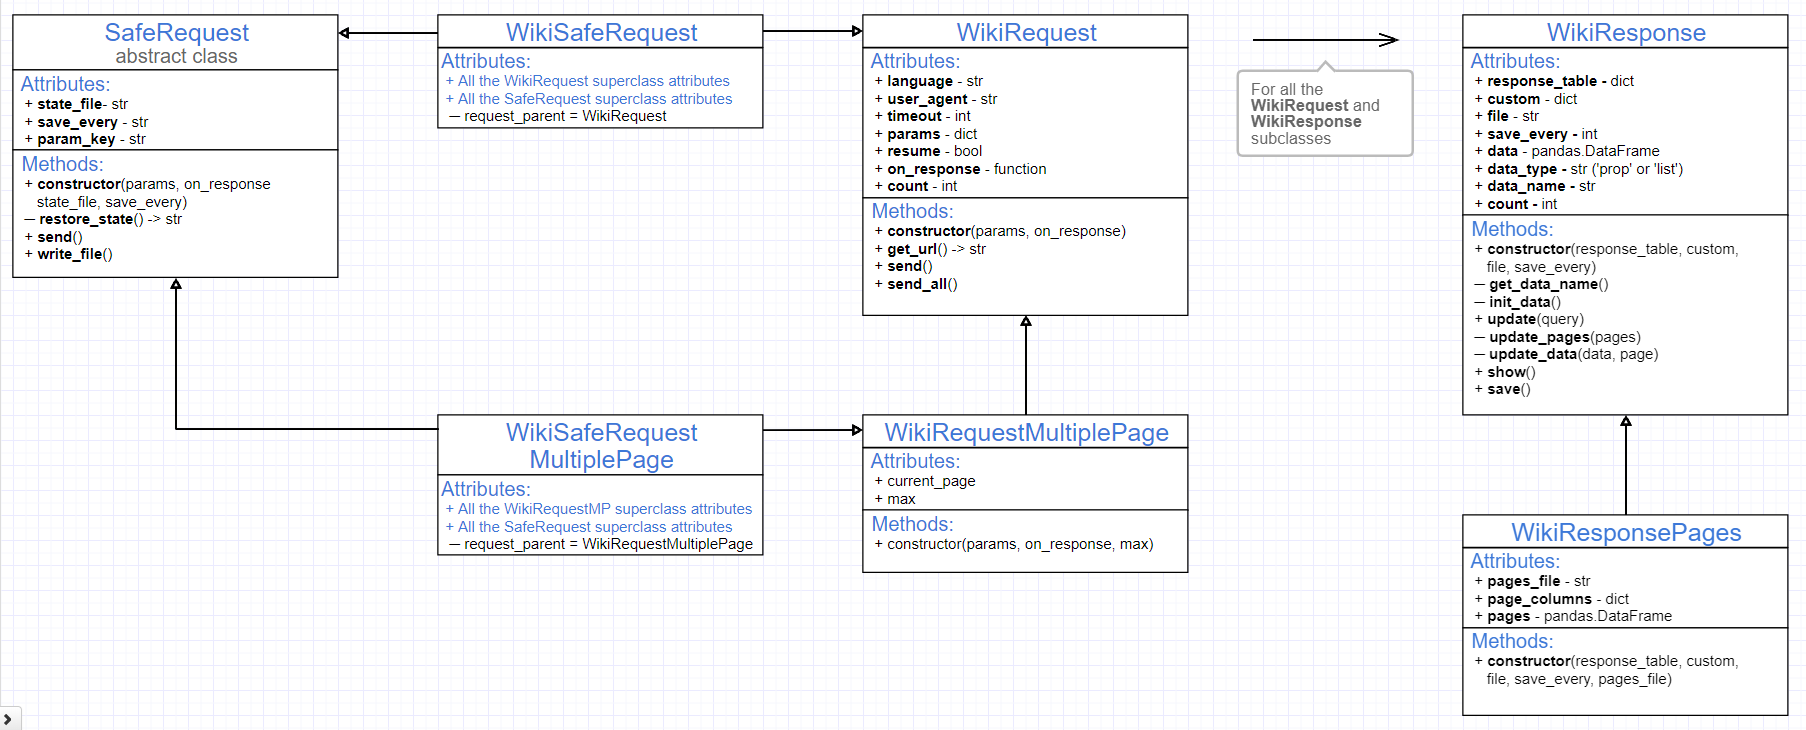 SafeRequest
abstract class
Attributes:
+ state_file- str
+ save_every - str
+ param_key - str
Methods:
+ constructor(params, on_response
state_file, save_every)
— restore_state() -> str
+ send()
+ write_file()
WikiSafeRequest
Attributes:
+ All the WikiRequest superclass attributes
+ All the SafeRequest superclass attributes
— request_parent = WikiRequest
WikiRequest
Attributes:
+ language - str
+ user_agent - str
+ timeout - int
+ params - dict
+ resume - bool
+ on_response - function
+ count - int
Methods:
+ constructor(params, on_response)
+ get_url() -> str
+ send()
+ send_all()
For all the
WikiRequest and
WikiResponse
subclasses
WikiResponse
Attributes:
+ response_table - dict
+ custom - dict
+ file - str
+ save_every - int
+ data - pandas.DataFrame
+ data_type - str ('prop' or 'list')
+ data_name - str
+ count - int
Methods:
+ constructor(response_table, custom,
file, save_every)
— get_data_name()
— init_data()
+ update(query)
— update_pages(pages)
— update_data(data, page)
+ show()
+ save()
WikiSafeRequest
MultiplePage
Attributes:
+ All the WikiRequestMP superclass attributes
+ All the SafeRequest superclass attributes
— request_parent = WikiRequestMultiplePage
WikiRequestMultiplePage
Attributes:
+ current_page
+ max
Methods:
+ constructor(params, on_response, max)
WikiResponsePages
Attributes:
+ pages_file - str
+ page_columns - dict
+ pages - pandas.DataFrame
Methods:
+ constructor(response_table, custom,
file, save_every, pages_file)